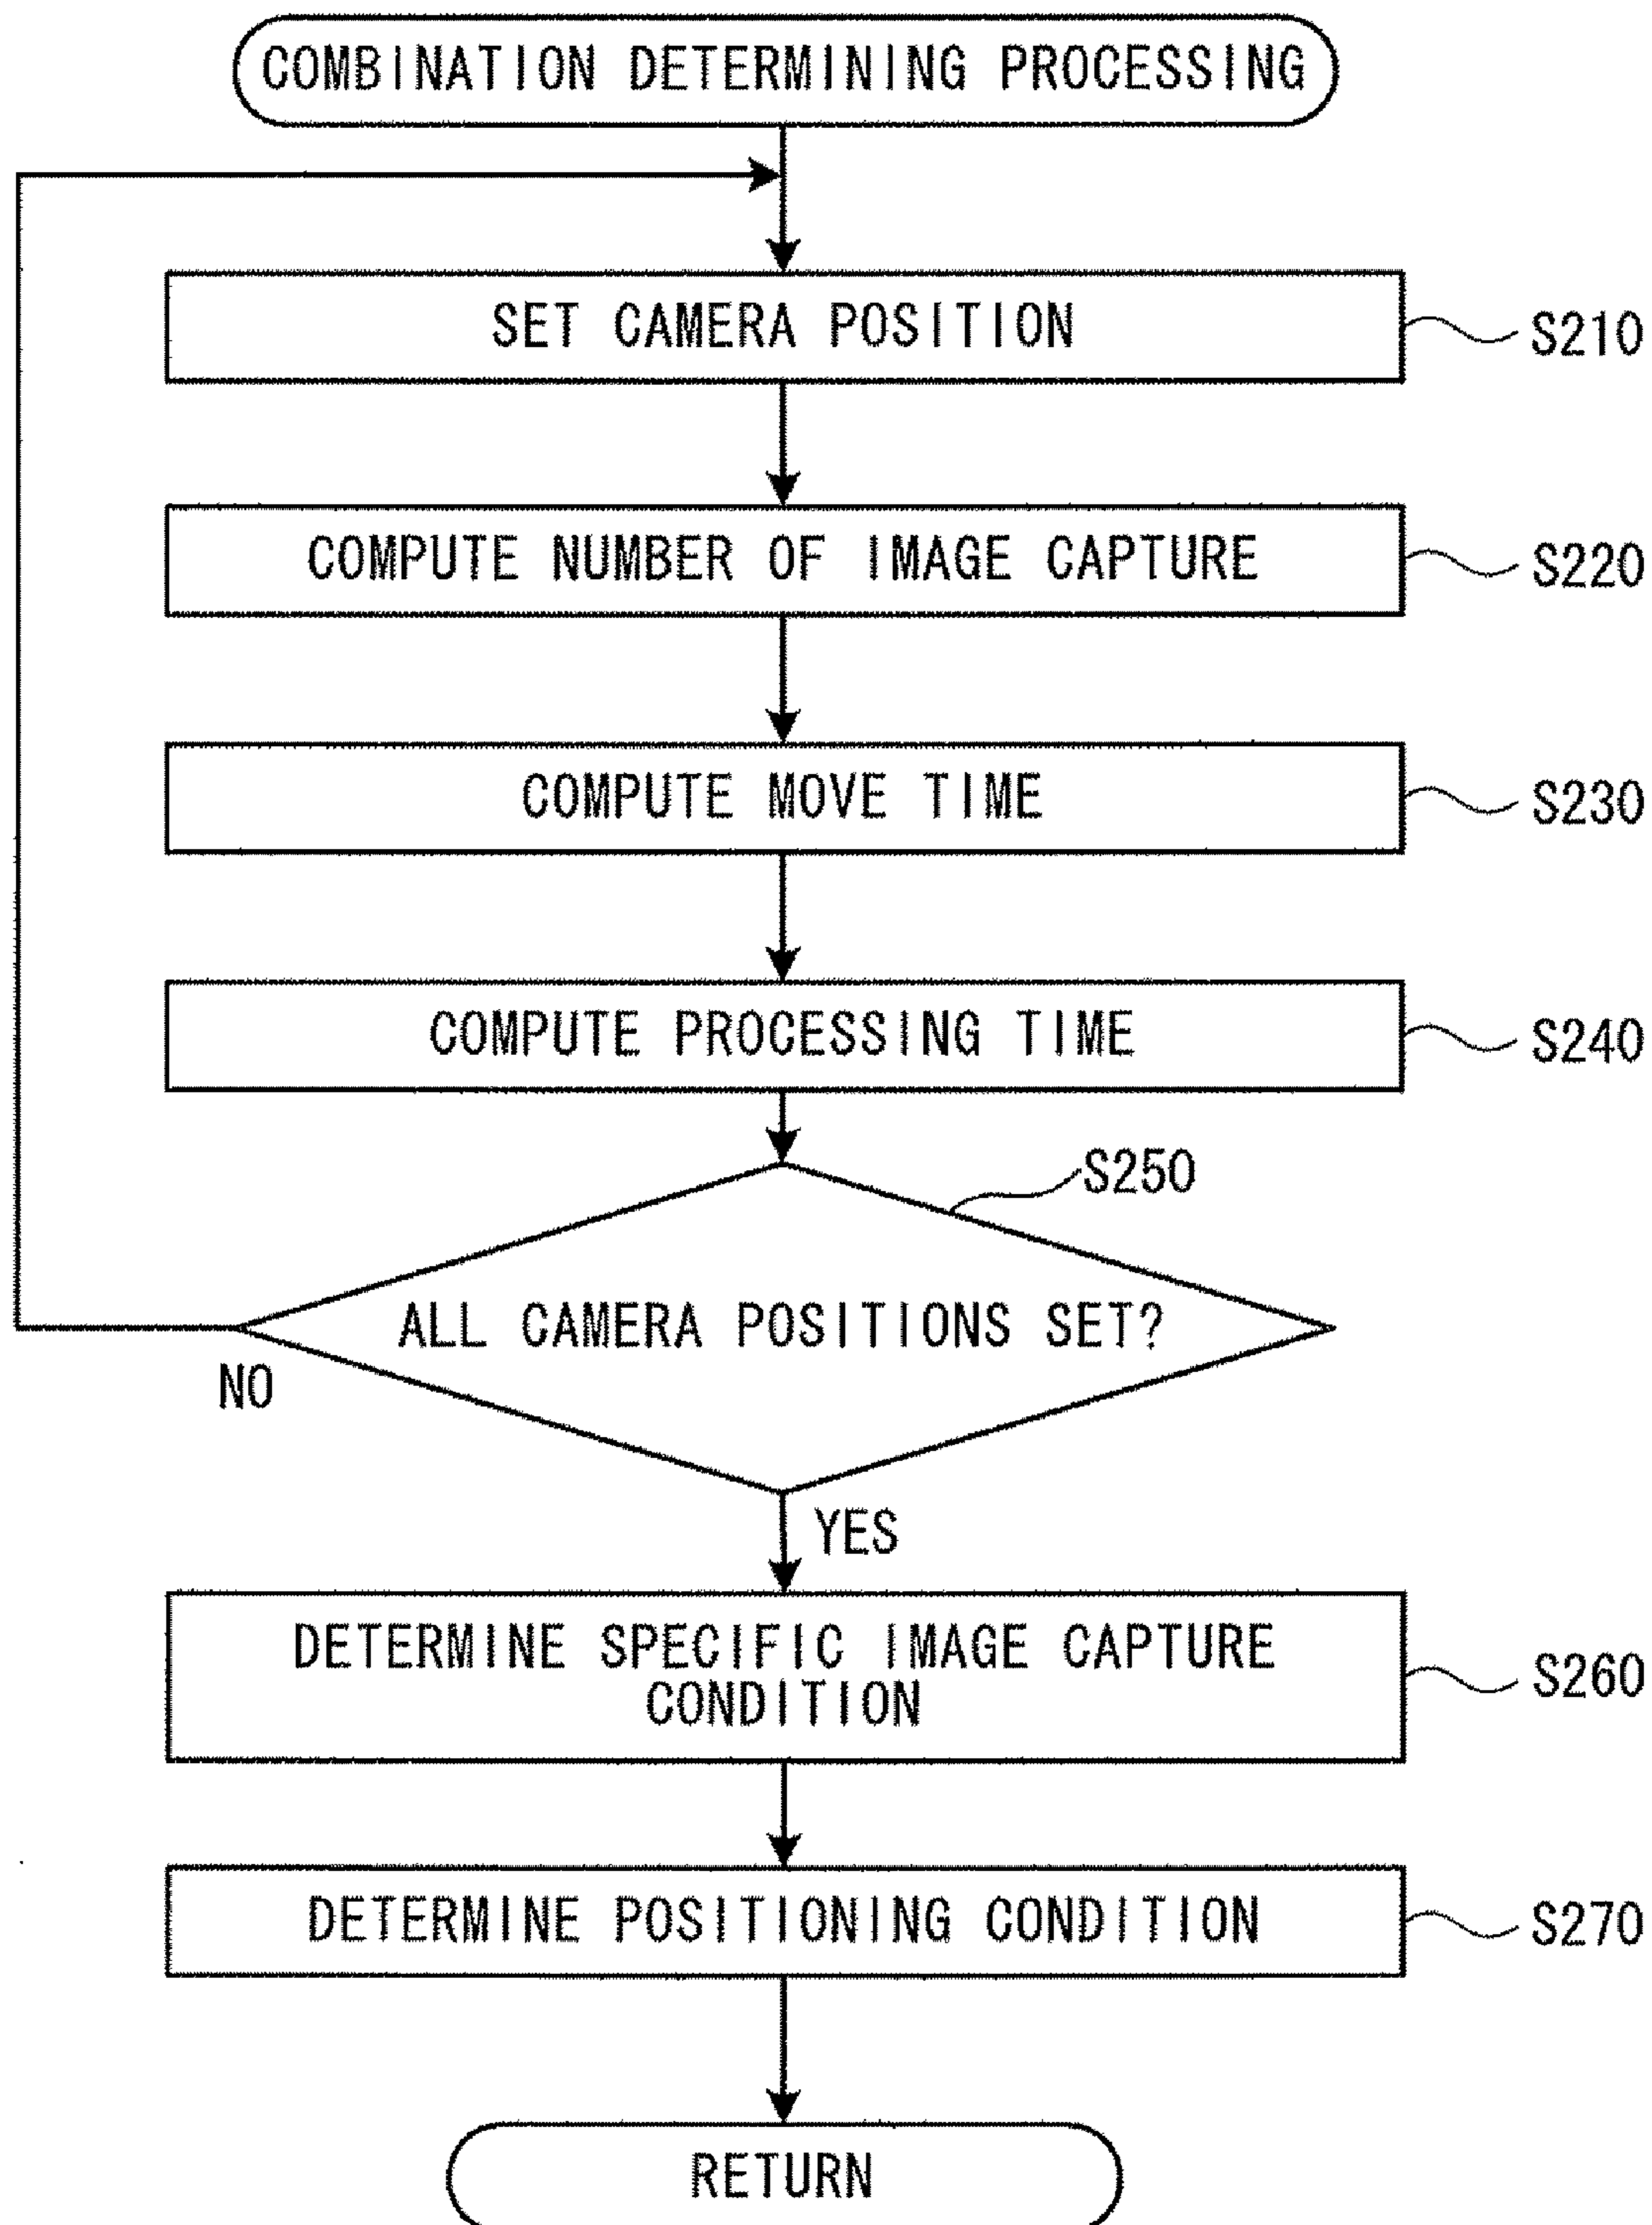 COMBINATION DETERMINING PROCESSING
SET CAMERA POSITION
S210
COMPUTE NUMBER OF IMAGE CAPTURE
S220
COMPUTE MOVE TIME
S230
COMPUTE PROCESSING TIME
S240
S250
ALL CAMERA POSITIONS SET?
NO
YES
DETERMINE SPECIFIC IMAGE CAPTURE
CONDITION
S260
DETERMINE POSITIONING CONDITION
S270
RETURN